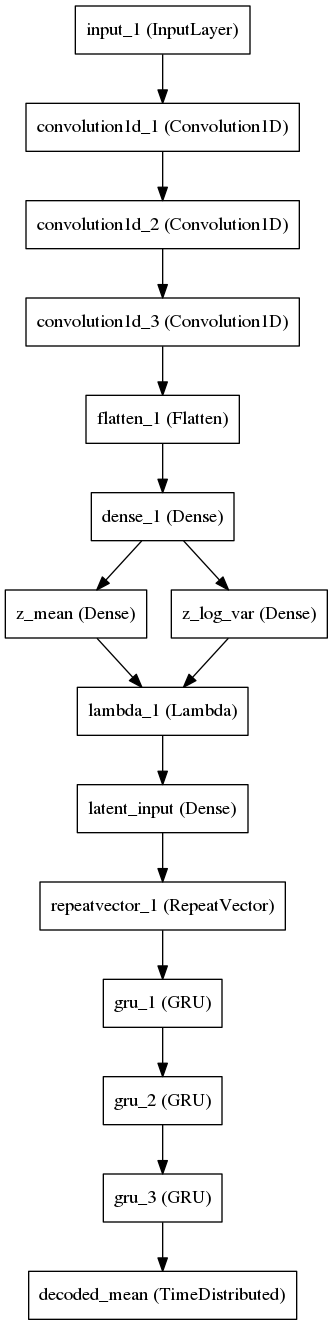 input_1 (InputLayer)
convolution1d_1 (Convolution1D)
convolution1d_2 (Convolution1D)
convolution1d_3 (Convolution1D)
flatten_1 (Flatten)
dense_1 (Dense)
z_mean (Dense)
z_log_var (Dense)
lambda_1 (Lambda)
latent_input (Dense)
repeatvector_1 (RepeatVector)
gru_1 (GRU)
gru_2 (GRU)
gru_3 (GRU)
decoded_mean (TimeDistributed)